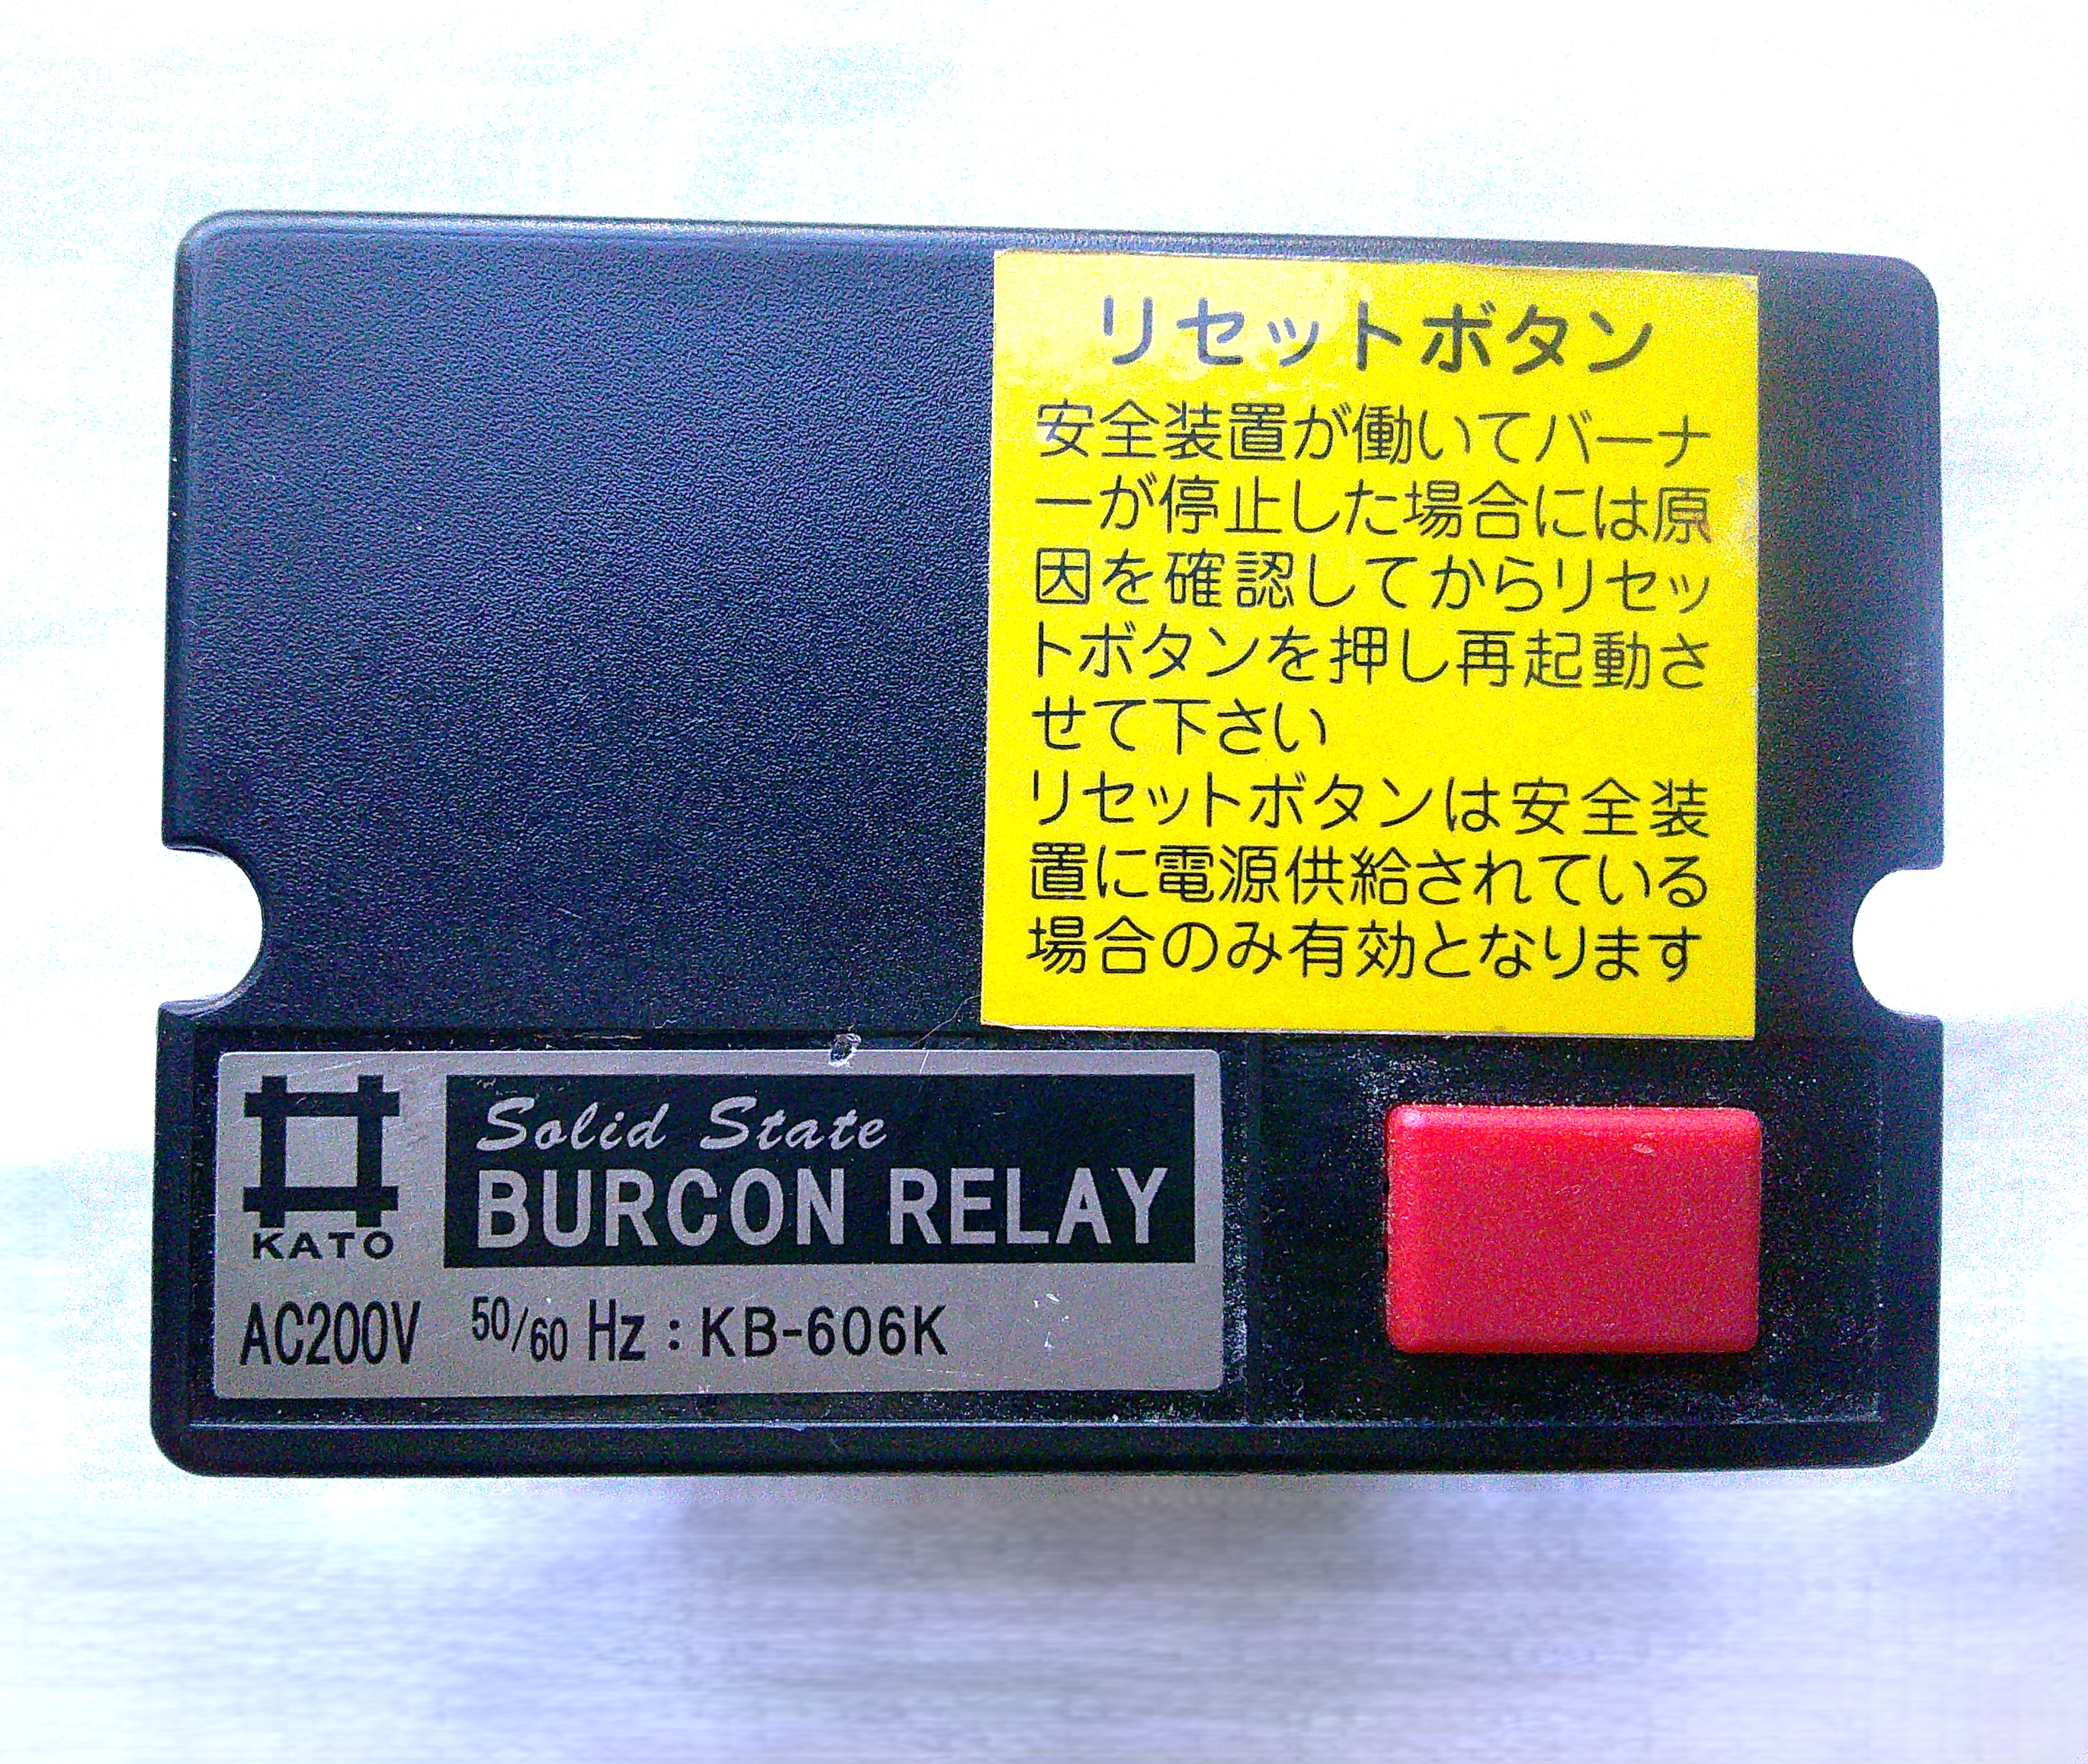 リセットボタン
安全装置が働いてバーナ
ーが停止した場合には原
因を確認してからリセッ
トボタンを押し再起動さ
せて下さい
リセットボタンは安全装
置に電源供給されている
場合のみ有効となります
KATO
Solid State
BURCON RELAY
AC200V 50/60 Hz : KB-606K